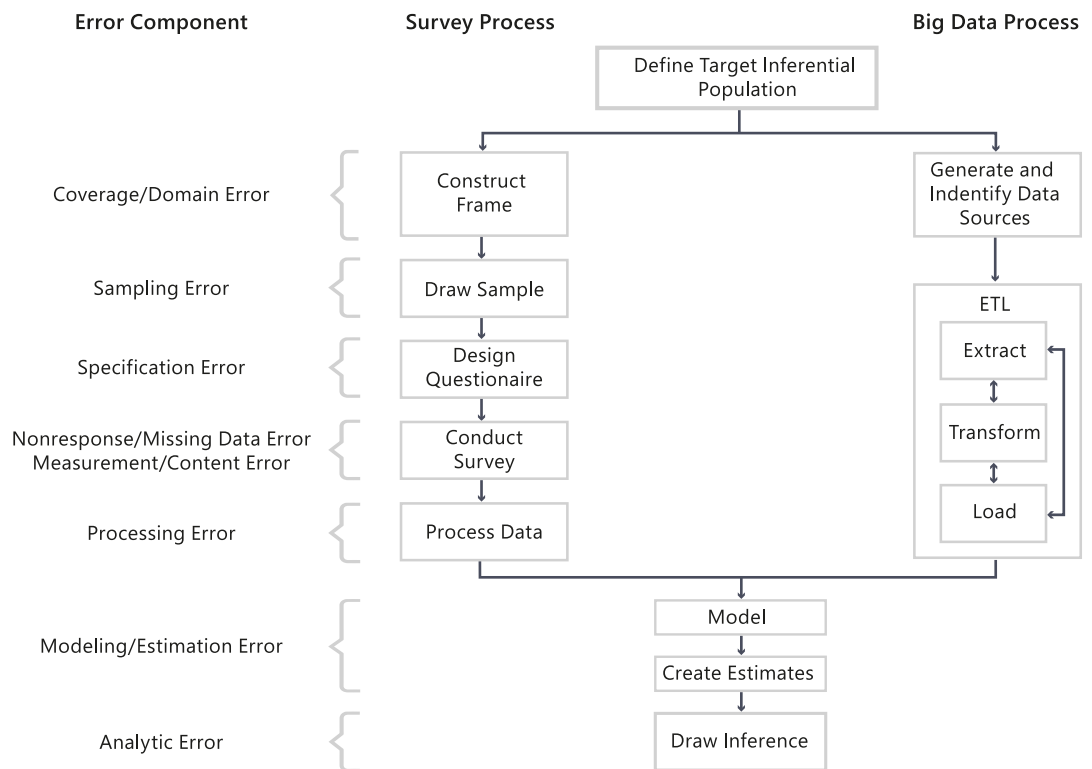 Error Component
Survey Process
Big Data Process
Define Target Inferential
Population
Coverage/Domain Error
Construct
Frame
Generate and
Indentify Data
Sources
Sampling Error
Draw Sample
ETL
Specification Error
Design
Questionaire
Extract
Nonresponse/Missing Data Error
Measurement/Content Error
Conduct
Survey
Transform
Processing Error
Process Data
Load
Modeling/Estimation Error
Model
Create Estimates
Analytic Error
Draw Inference